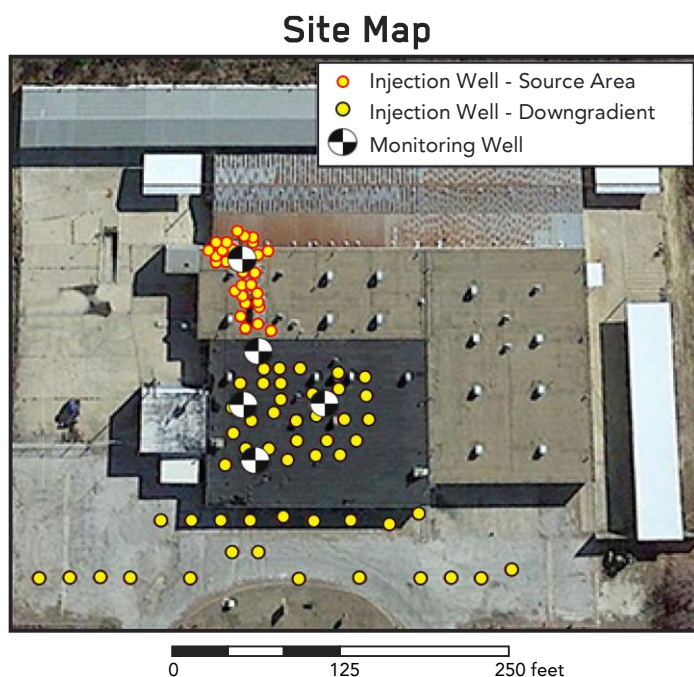 Site Map
Injection Well - Source Area
Injection Well - Downgradient
Monitoring Well
0 125 250 feet